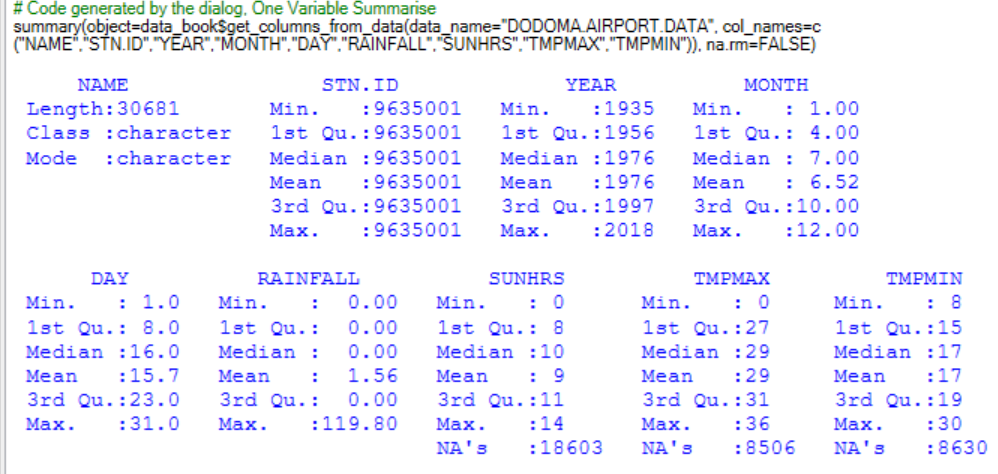 # Code generated by the dialog, One Variable Summarise
summary(object=data_book$get_columns_from_data(data_name="DODOMA.AIRPORT.DATA", col_names=c
("NAME","STN.ID","YEAR","MONTH","DAY","RAINFALL","SUNHRS","TMPMAX","TMPMIN")), na.rm=FALSE)
NAME STN.ID YEAR MONTH
Length:30681 Min. :9635001 Min. :1935 Min. : 1.00
Class :character 1st Qu.:9635001 1st Qu.:1956 1st Qu.: 4.00
Mode :character Median :9635001 Median :1976 Median : 7.00
Mean :9635001 Mean :1976 Mean : 6.52
3rd Qu.:9635001 3rd Qu.:1997 3rd Qu.:10.00
Max. :9635001 Max. :2018 Max. :12.00
DAY RAINFALL SUNHRS TMPMAX TMPMIN
Min. : 1.0 Min. : 0.00 Min. : 0 Min. : 0 Min. : 8
1st Qu.: 8.0 1st Qu.: 0.00 1st Qu.: 8 1st Qu.:27 1st Qu.:15
Median :16.0 Median : 0.00 Median :10 Median :29 Median :17
Mean :15.7 Mean : 1.56 Mean : 9 Mean :29 Mean :17
3rd Qu.:23.0 3rd Qu.: 0.00 3rd Qu.:11 3rd Qu.:31 3rd Qu.:19
Max. :31.0 Max. :119.80 Max. :14 Max. :36 Max. :30
NA's :18603 NA's :8506 NA's :8630